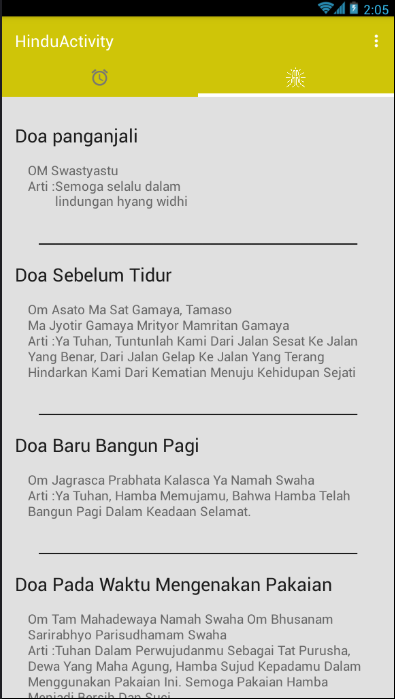 2:05
HinduActivity
Doa panganjali
OM Swastyastu
Arti :Semoga selalu dalam
lindungan hyang widhi
Doa Sebelum Tidur
Om Asato Ma Sat Gamaya, Tamaso
Ma Jyotir Gamaya Mrityor Mamritan Gamaya
Arti :Ya Tuhan, Tuntunlah Kami Dari Jalan Sesat Ke Jalan
Yang Benar, Dari Jalan Gelap Ke Jalan Yang Terang
Hindarkan Kami Dari Kematian Menuju Kehidupan Sejati
Doa Baru Bangun Pagi
Om Jagrasca Prabhata Kalasca Ya Namah Swaha
Arti :Ya Tuhan, Hamba Memujamu, Bahwa Hamba Telah
Bangun Pagi Dalam Keadaan Selamat.
Doa Pada Waktu Mengenakan Pakaian
Om Tam Mahadewaya Namah Swaha Om Bhusanam
Sarirabhyo Parisudhamam Swaha
Arti :Tuhan Dalam Perwujudanmu Sebagai Tat Purusha,
Dewa Yang Maha Agung, Hamba Sujud Kepadamu Dalam
Menggunakan Pakaian Ini. Semoga Pakaian Hamba
Menjadi Bersih Dan Suci